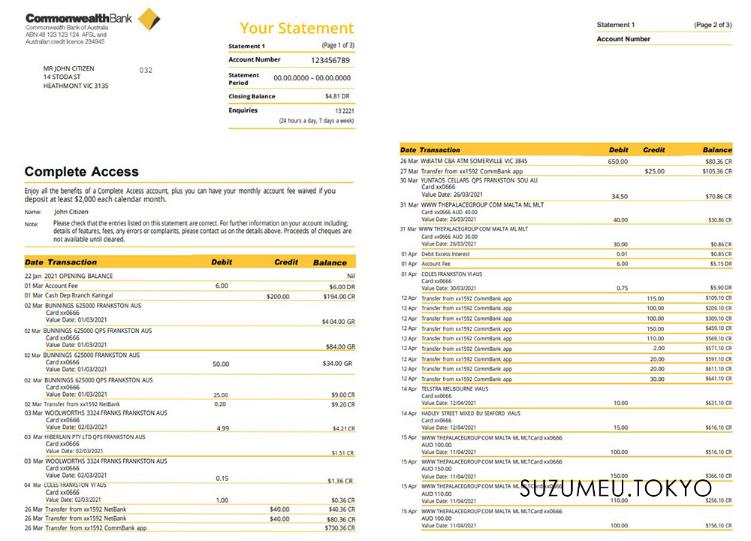 CommonwealthBank
Commonwealth Bank of Australia
ABN 48 123 123 124 AFSL and
Australian credit licence 234945
Your Statement
Statement 1 (Page 1 of 3)
Account Number 123456789
Statement Period 00.00.0000 – 00.00.0000
Closing Balance $4.81 DR
Enquiries 13 2221
(24 hours a day, 7 days a week)
MR JOHN CITIZEN 032
14 STODA ST
HEATHMONT VIC 3135
Complete Access
Enjoy all the benefits of a Complete Access account, plus you can have your monthly account fee waived if you
deposit at least $2,000 each calendar month.
Name: John Citizen
Note: Please check that the entries listed on this statement are correct. For further information on your account including;
details of features, fees, any errors or complaints, please contact us on the details above. Proceeds of cheques are
not available until cleared.
Date Transaction Debit Credit Balance
22 Jan 2021 OPENING BALANCE Nil
01 Mar Account Fee 6.00 $6.00 DR
01 Mar Cash Dep Branch Karingal $200.00 $194.00 CR
02 Mar BUNNINGS 625000 FRANKSTON AUS
Card xx0666
Value Date: 01/03/2021 $404.00 GR
02 Mar BUNNINGS 625000 QPS FRANKSTON AUS
Card xx0666
Value Date: 01/03/2021 $84.00 GR
02 Mar BUNNINGS 625000 FRANKSTON AUS
Card xx0666
Value Date: 01/03/2021 50.00 $34.00 GR
02 Mar BUNNINGS 625000 QPS FRANKSTON AUS
Card xx0666
Value Date: 01/03/2021 25.00 $9.00 CR
02 Mar Transfer from xx1592 NetBank 0.20 $9.20 CR
03 Mar WOOLWORTHS 3324 FRANKS FRANKSTON AUS
Card xx0666
Value Date: 02/03/2021 4.99 $4.21 CR
03 Mar HIBERLAIN PTY LTD QPS FRANKSTON AUS
Card xx0666
Value Date: 02/03/2021 $1.51 CR
03 Mar WOOLWORTHS 3324 FRANKS FRANKSTON AUS
Card xx0666
Value Date: 02/03/2021 0.15 $1.36 CR
04 Mar COLES FRANKSTON VI AUS
Card xx0666
Value Date: 02/03/2021 1.00 $0.36 CR
26 Mar Transfer from xx1592 NetBank $40.00 $40.36 CR
26 Mar Transfer from xx1592 NetBank $40.00 $80.36 CR
26 Mar Transfer from xx1592 CommBank app $730.36 CR
Statement 1 (Page 2 of 3)
Account Number
Date Transaction Debit Credit Balance
26 Mar WdlATM CBA ATM SOMERVILLE VIC 3845 650.00 $80.36 CR
27 Mar Transfer from xx1592 CommBank app $25.00 $105.36 CR
30 Mar YUNTAOS CELLARS QPS FRANKSTON SOU AU
Card xx0666
Value Date: 26/03/2021 34.50 $70.86 CR
31 Mar WWW THEPALACEGROUP COM MALTA ML MLT
Card xx0666 AUD 40.00
Value Date: 26/03/2021 40.00 $30.86 CR
31 Mar WWW THEPALACEGROUP COM MALTA ML MLT
Card xx0666 AUD 30.00
Value Date: 26/03/2021 30.00 $0.86 CR
01 Apr Debit Excess Interest 0.01 $0.85 CR
01 Apr Account Fee 6.00 $5.15 DR
01 Apr COLES FRANKSTON VI AUS
Card xx0666
Value Date: 30/03/2021 0.75 $5.90 DR
12 Apr Transfer from xx1592 CommBank app 115.00 $109.10 CR
12 Apr Transfer from xx1592 CommBank app 100.00 $209.10 CR
12 Apr Transfer from xx1592 CommBank app 100.00 $309.10 CR
12 Apr Transfer from xx1592 CommBank app 150.00 $459.10 CR
12 Apr Transfer from xx1592 CommBank app 110.00 $569.10 CR
12 Apr Transfer from xx1592 CommBank app 2.00 $571.10 CR
12 Apr Transfer from xx1592 CommBank app 20.00 $591.10 CR
12 Apr Transfer from xx1592 CommBank app 20.00 $611.10 CR
12 Apr Transfer from xx1592 CommBank app 30.00 $641.10 CR
14 Apr TELSTRA MELBOURNE VIAUS
Card xx0666
Value Date: 12/04/2021 10.00 $631.10 CR
14 Apr HADLEY STREET MIXED BU SEAFORD VIAUS
Card xx0666
Value Date: 12/04/2021 15.00 $616.10 CR
15 Apr WWW THEPALACEGROUP COM MALTA ML MLTCard xx0666
AUD 100.00
Value Date: 11/04/2021 100.00 $516.10 CR
15 Apr WWW THEPALACEGROUP COM MALTA ML MLTCard xx0666
AUD 150.00
Value Date: 11/04/2021 150.00 $366.10 CR
15 Apr WWW THEPALACEGROUP COM MALTA ML MLTCard xx0666
AUD 110.00
Value Date: 11/04/2021 110.00 $256.10 CR
15 Apr WWW THEPALACEGROUP COM MALTA ML MLTCard xx0666
AUD 100.00
Value Date: 11/04/2021 100.00 $156.10 CR
SUZUMEU.TOKYO